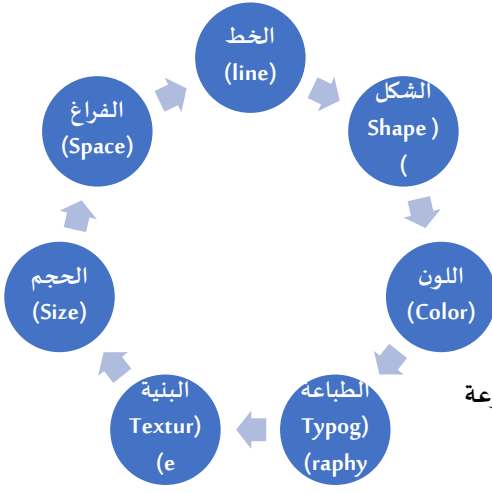 الخط
(line)
الشكل
(Shape
)
اللون
(Color)
الطباعة
(Typog
raphy)
البنية
(Textur
e)
الحجم
(Size)
الفراغ
(Space)